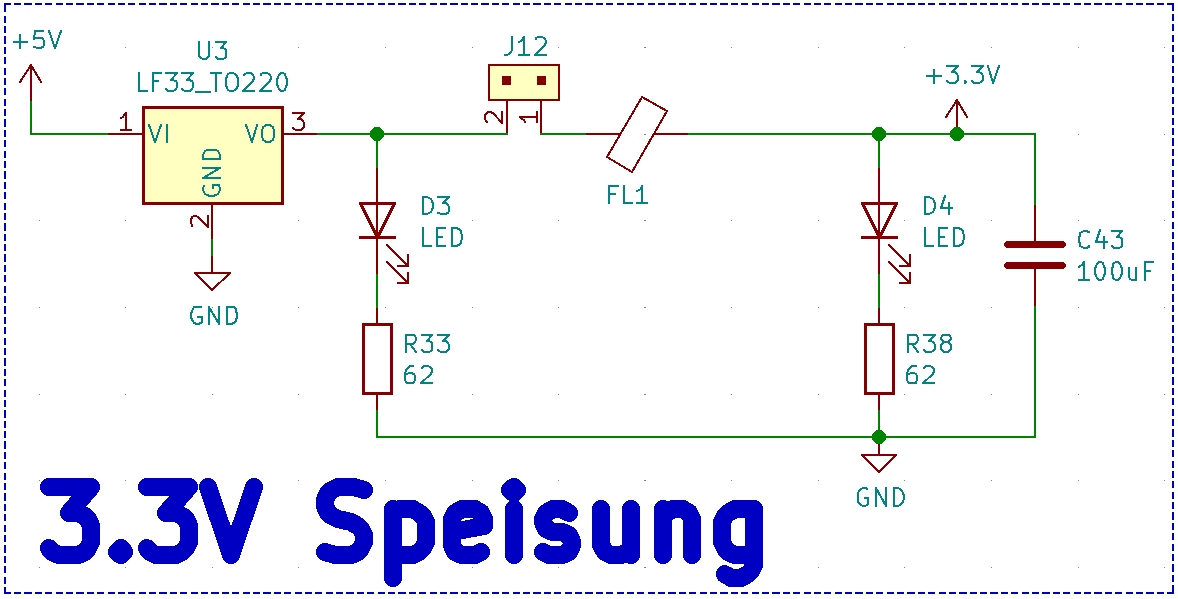 +5V
U3
LF33_TO220
1
VI
VO
3
GND
2
GND
J12
2
1
FL1
+3.3V
D3
LED
R33
62
D4
LED
R38
62
C43
100uF
GND
3.3V Speisung